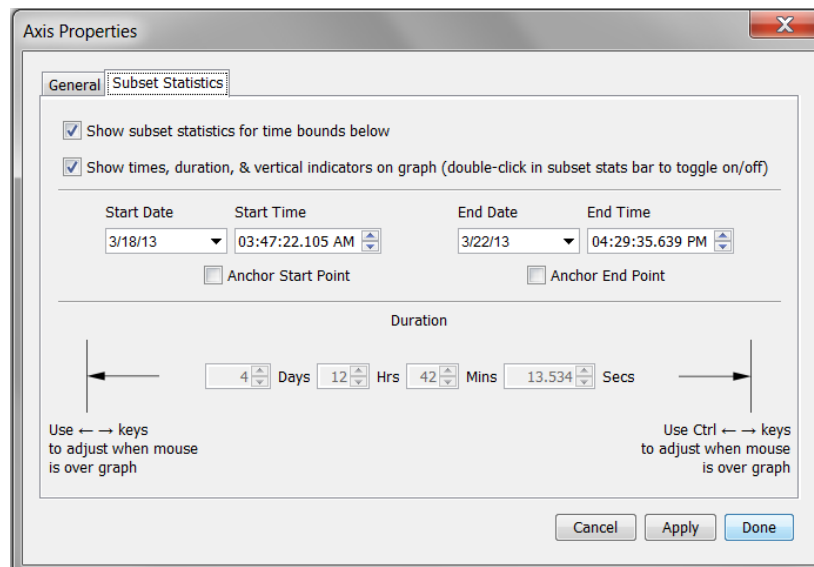 Axis Properties
General Subset Statistics
Show subset statistics for time bounds below
Show times, duration, & vertical indicators on graph (double-click in subset stats bar to toggle on/off)
Start Date Start Time End Date End Time
3/18/13 03:47:22.105 AM 3/22/13 04:29:35.639 PM
Anchor Start Point Anchor End Point
Duration
4 Days 12 Hrs 42 Mins 13.534 Secs
Use ← → keys
to adjust when mouse
is over graph
Use Ctrl ← → keys
to adjust when mouse
is over graph
Cancel Apply Done